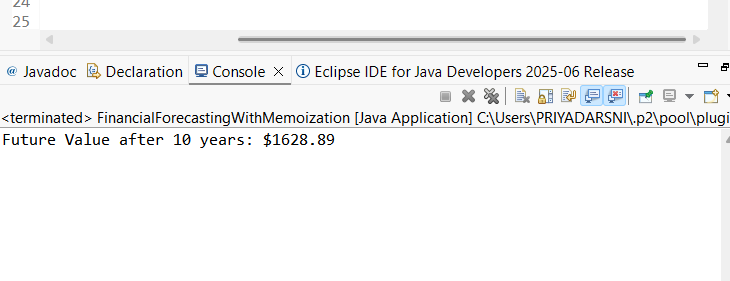 24
25
@ Javadoc Declaration Console Eclipse IDE for Java Developers 2025-06 Release
<terminated> FinancialForecastingWithMemoization [Java Application] C:\Users\PRIYADARSNI\.p2\pool\plugi
Future Value after 10 years: $1628.89